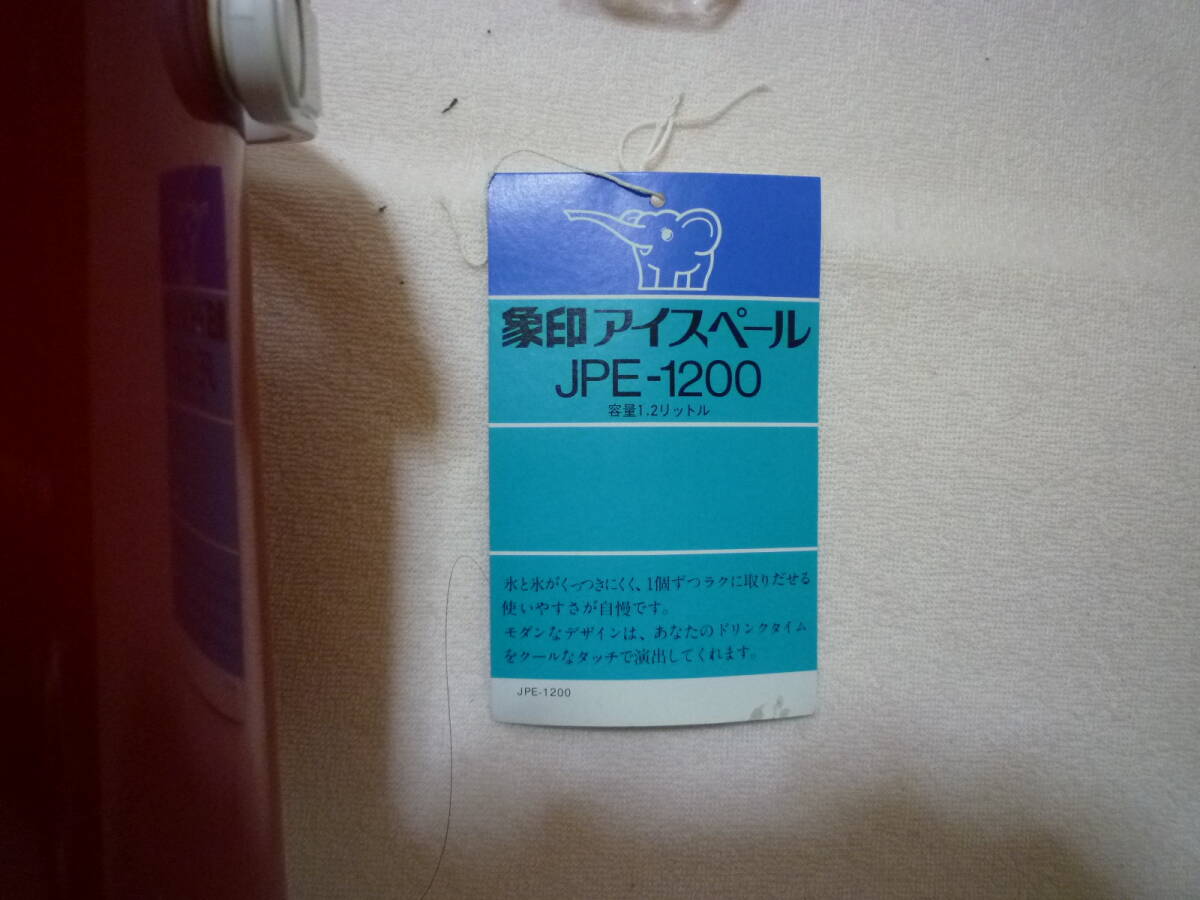 象印アイスペール
JPE-1200
容量1.2リットル
氷と氷がくっつきにくく、1個ずつラクに取りだせる
使いやすさが自慢です。
モダンなデザインは、あなたのドリンクタイム
をクールなタッチで演出してくれます。
JPE-1200